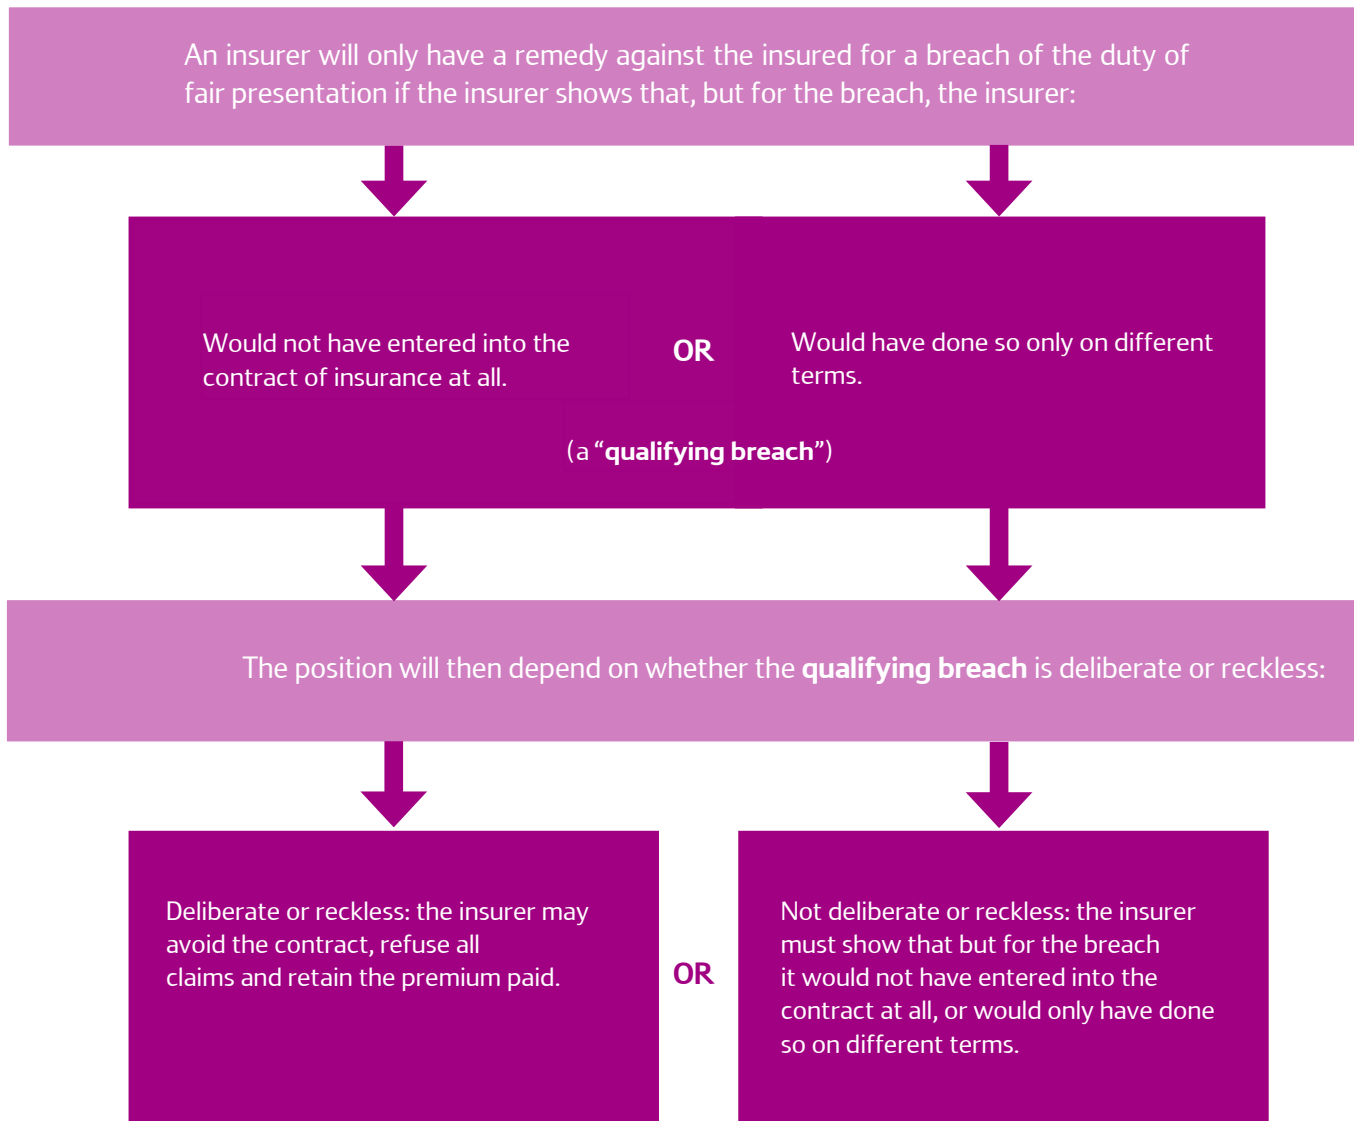 An insurer will only have a remedy against the insured for a breach of the duty of
fair presentation if the insurer shows that, but for the breach, the insurer:
Would not have entered into the
contract of insurance at all.
OR
Would have done so only on different
terms.
(a “qualifying breach”)
The position will then depend on whether the qualifying breach is deliberate or reckless:
Deliberate or reckless: the insurer may
avoid the contract, refuse all
claims and retain the premium paid.
OR
Not deliberate or reckless: the insurer
must show that but for the breach
it would not have entered into the
contract at all, or would only have done
so on different terms.